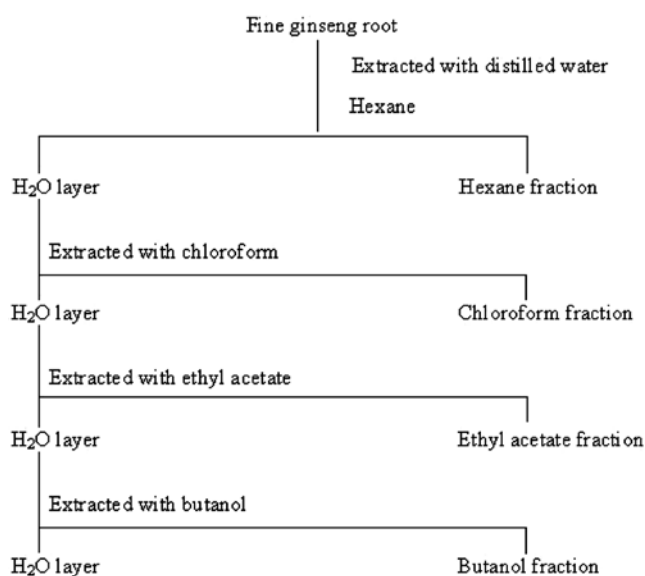 Fine ginseng root
Extracted with distilled water
Hexane
H₂O layer
Hexane fraction
Extracted with chloroform
H₂O layer
Chloroform fraction
Extracted with ethyl acetate
H₂O layer
Ethyl acetate fraction
Extracted with butanol
H₂O layer
Butanol fraction